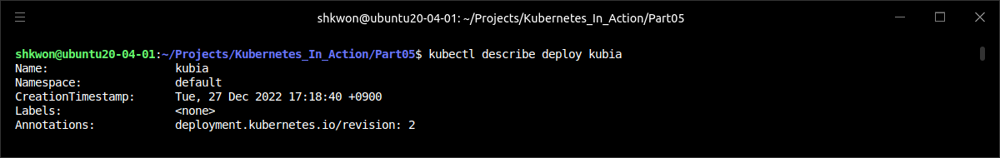 shkwon@ubuntu20-04-01: ~/Projects/Kubernetes_In_Action/Part05
shkwon@ubuntu20-04-01:~/Projects/Kubernetes_In_Action/Part05$ kubectl describe deploy kubia
Name:                   kubia
Namespace:              default
CreationTimestamp:      Tue, 27 Dec 2022 17:18:40 +0900
Labels:                 <none>
Annotations:            deployment.kubernetes.io/revision: 2